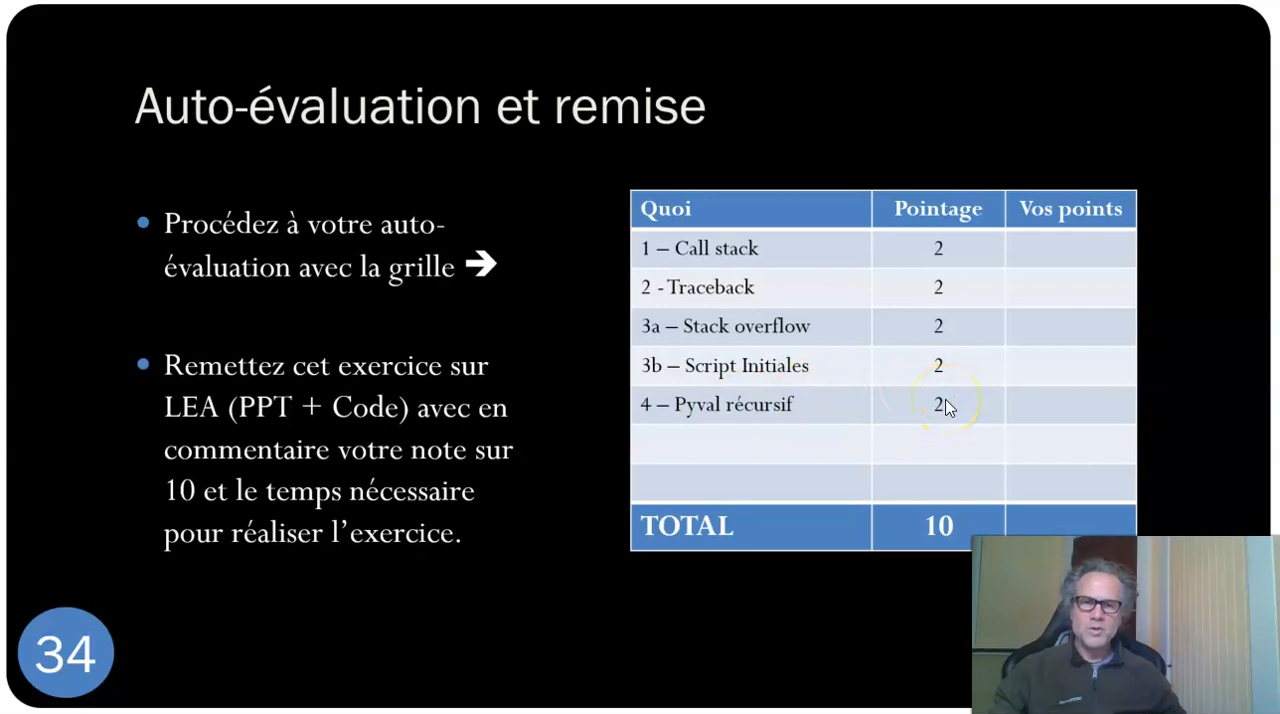 Auto-évaluation et remise
Procédez à votre auto-
évaluation avec la grille ➔
Remettez cet exercice sur
LEA (PPT + Code) avec en
commentaire votre note sur
10 et le temps nécessaire
pour réaliser l’exercice.
Quoi Pointage Vos points
1 – Call stack 2
2 - Traceback 2
3a – Stack overflow 2
3b – Script Initiales 2
4 – Pyval récursif 2
TOTAL 10
34